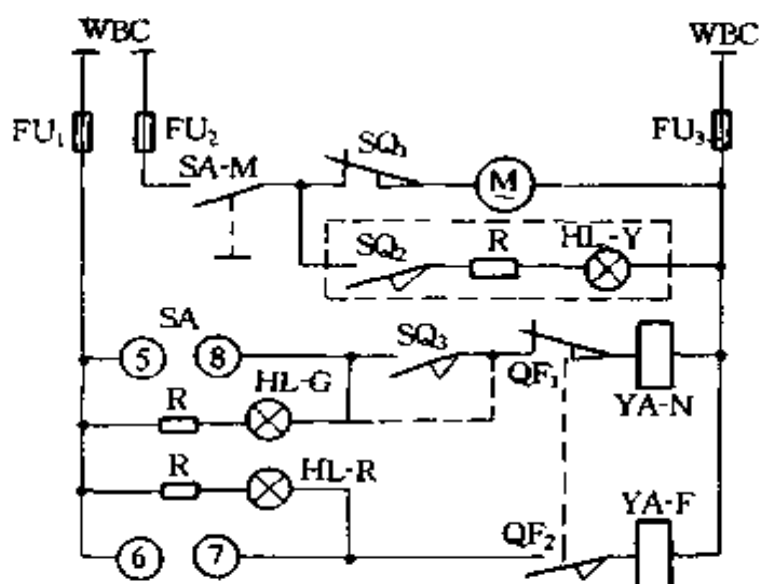 WBC WBC
FU₁ FU₂ FU₃
SA-M SQ₁ M
SQ₂ R HL-Y
SA
5 8 SQ₃ QF₁ YA-N
R HL-G
R HL-R
6 7 QF₂ YA-F